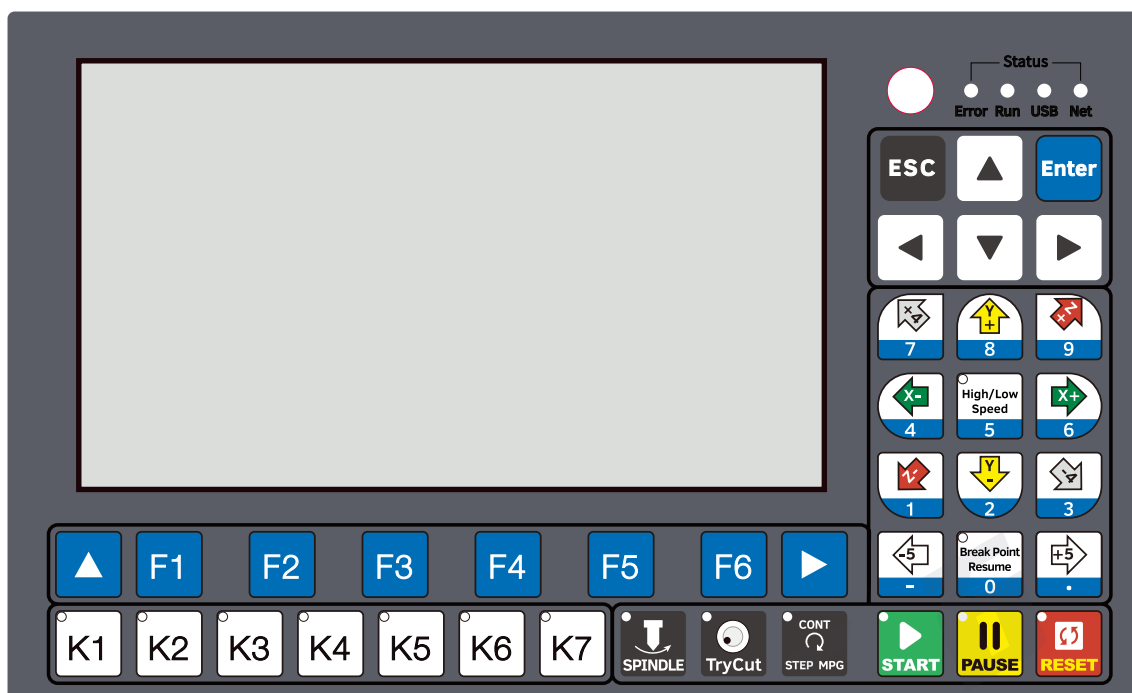 Status
Error Run USB Net
ESC
Enter
7
Y
+
8
9
X-
4
High/Low
Speed
5
X+
6
Z-
1
Y
-
2
3
-5
-
Break Point
Resume
0
+5
.
F1 F2 F3 F4 F5 F6
K1 K2 K3 K4 K5 K6 K7
SPINDLE
TryCut
CONT
STEP MPG
START
PAUSE
RESET